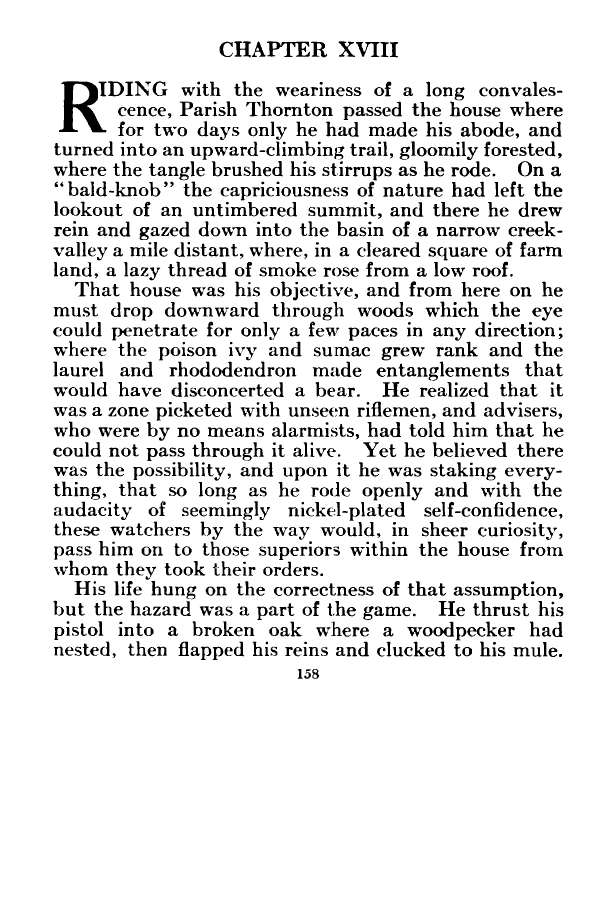 CHAPTER XVIII
RIDING with the weariness of a long convales-
cence, Parish Thornton passed the house where
for two days only he had made his abode, and
turned into an upward-climbing trail, gloomily forested,
where the tangle brushed his stirrups as he rode. On a
“bald-knob” the capriciousness of nature had left the
lookout of an untimbered summit, and there he drew
rein and gazed down into the basin of a narrow creek-
valley a mile distant, where, in a cleared square of farm
land, a lazy thread of smoke rose from a low roof.
That house was his objective, and from here on he
must drop downward through woods which the eye
could penetrate for only a few paces in any direction;
where the poison ivy and sumac grew rank and the
laurel and rhododendron made entanglements that
would have disconcerted a bear. He realized that it
was a zone picketed with unseen riflemen, and advisers,
who were by no means alarmists, had told him that he
could not pass through it alive. Yet he believed there
was the possibility, and upon it he was staking every-
thing, that so long as he rode openly and with the
audacity of seemingly nickel-plated self-confidence,
these watchers by the way would, in sheer curiosity,
pass him on to those superiors within the house from
whom they took their orders.
His life hung on the correctness of that assumption,
but the hazard was a part of the game. He thrust his
pistol into a broken oak where a woodpecker had
nested, then flapped his reins and clucked to his mule.
158